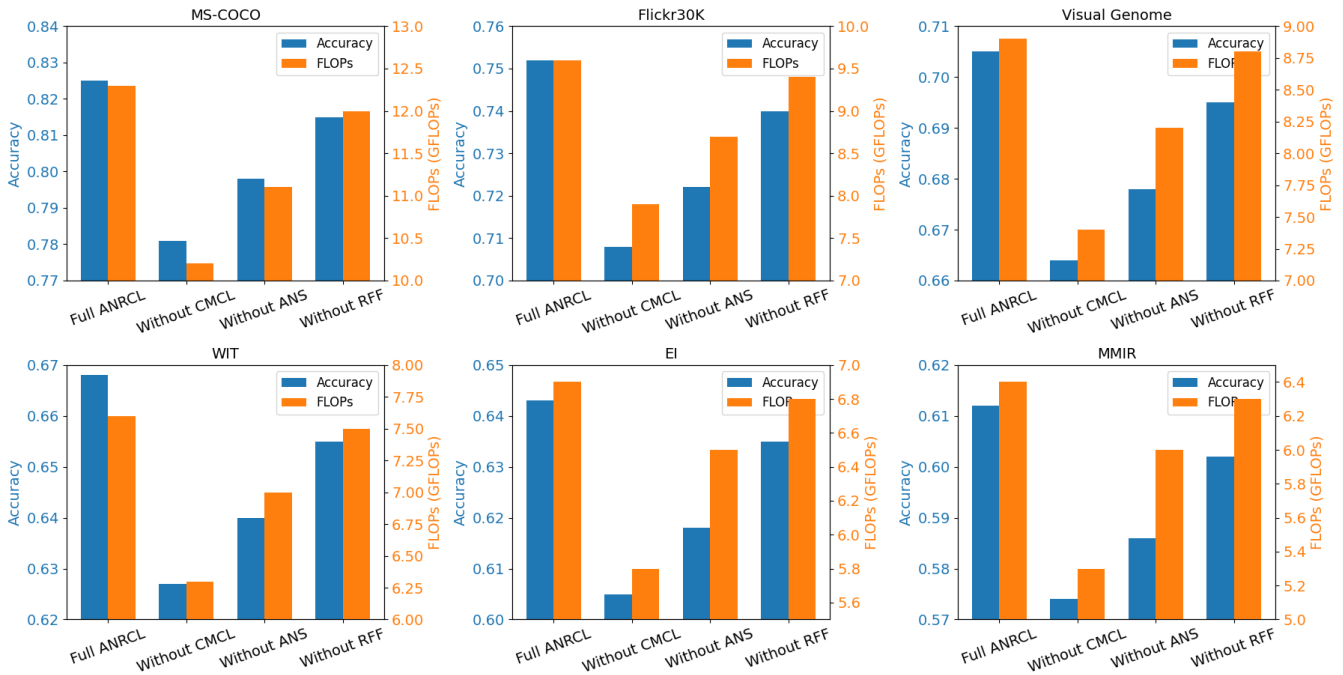 MS-COCO
Accuracy
0.84
0.83
0.82
0.81
0.80
0.79
0.78
0.77
Accuracy
FLOPs
13.0
12.5
12.0
11.5
11.0
10.5
10.0
FLOPs (GFLOPs)
Full ANRCL
Without CMCL
Without ANS
Without RFF
Flickr30K
Accuracy
0.76
0.75
0.74
0.73
0.72
0.71
0.70
Accuracy
FLOPs
10.0
9.5
9.0
8.5
8.0
7.5
7.0
FLOPs (GFLOPs)
Full ANRCL
Without CMCL
Without ANS
Without RFF
Visual Genome
Accuracy
0.71
0.70
0.69
0.68
0.67
0.66
Accuracy
FLOP
9.00
8.75
8.50
8.25
8.00
7.75
7.50
7.25
7.00
FLOPs (GFLOPs)
Full ANRCL
Without CMCL
Without ANS
Without RFF
WIT
Accuracy
0.67
0.66
0.65
0.64
0.63
0.62
Accuracy
FLOPs
8.00
7.75
7.50
7.25
7.00
6.75
6.50
6.25
6.00
FLOPs (GFLOPs)
Full ANRCL
Without CMCL
Without ANS
Without RFF
EI
Accuracy
0.65
0.64
0.63
0.62
0.61
0.60
Accuracy
FLOP
7.0
6.8
6.6
6.4
6.2
6.0
5.8
5.6
FLOPs (GFLOPs)
Full ANRCL
Without CMCL
Without ANS
Without RFF
MMIR
Accuracy
0.62
0.61
0.60
0.59
0.58
0.57
Accuracy
FLOP
6.4
6.2
6.0
5.8
5.6
5.4
5.2
5.0
FLOPs (GFLOPs)
Full ANRCL
Without CMCL
Without ANS
Without RFF